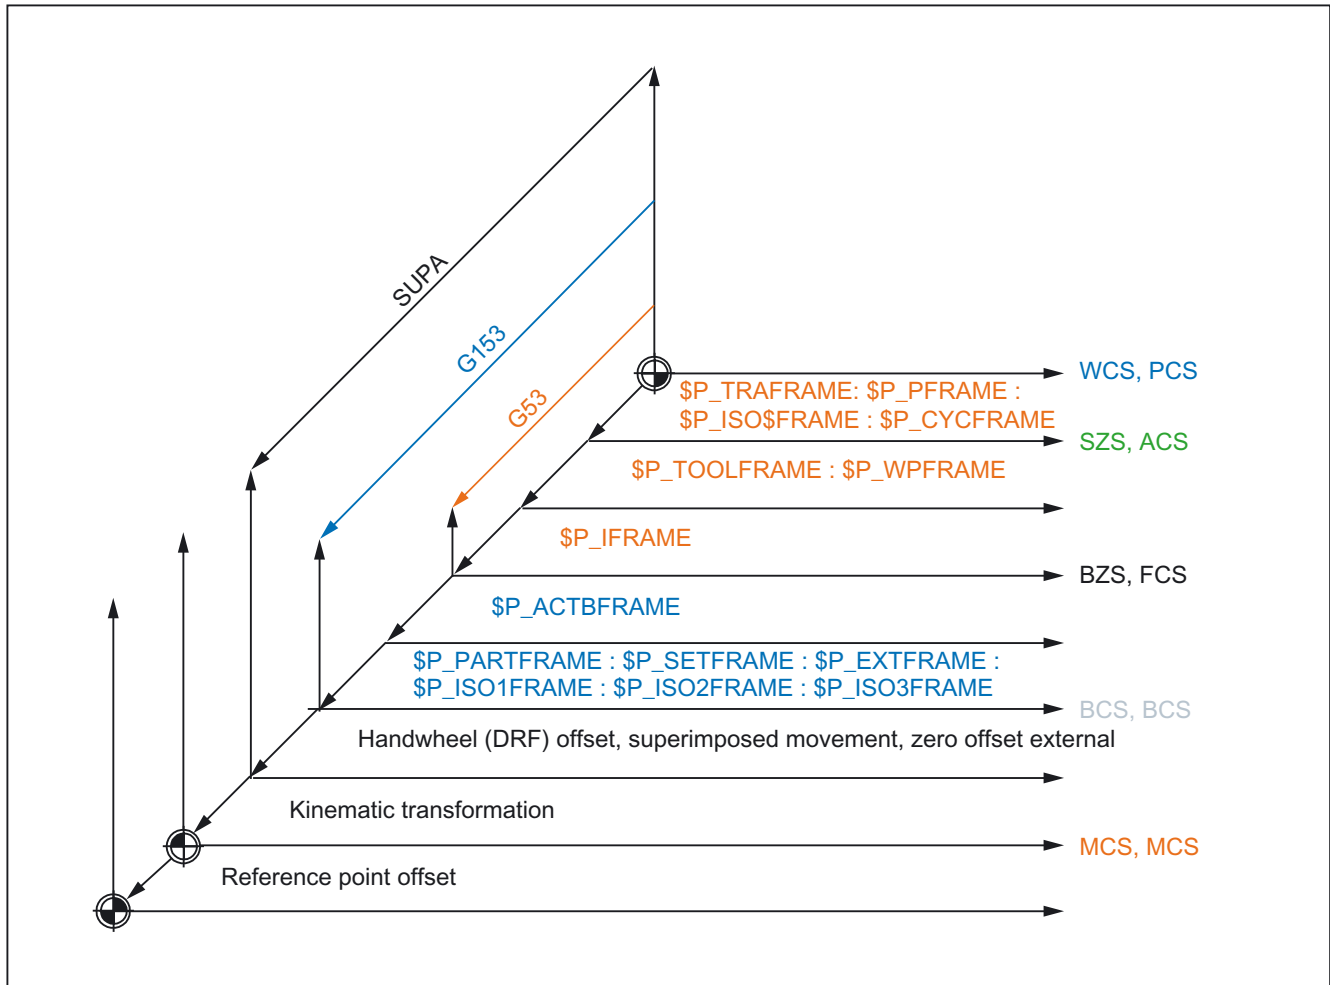 SUPA
G153
G53
WCS, PCS
$P_TRAFRAME: $P_PFRAME :
$P_ISO$FRAME : $P_CYCFRAME
SZS, ACS
$P_TOOLFRAME : $P_WPFRAME
$P_IFRAME
BZS, FCS
$P_ACTBFRAME
$P_PARTFRAME : $P_SETFRAME : $P_EXTFRAME :
$P_ISO1FRAME : $P_ISO2FRAME : $P_ISO3FRAME
BCS, BCS
Handwheel (DRF) offset, superimposed movement, zero offset external
Kinematic transformation
MCS, MCS
Reference point offset